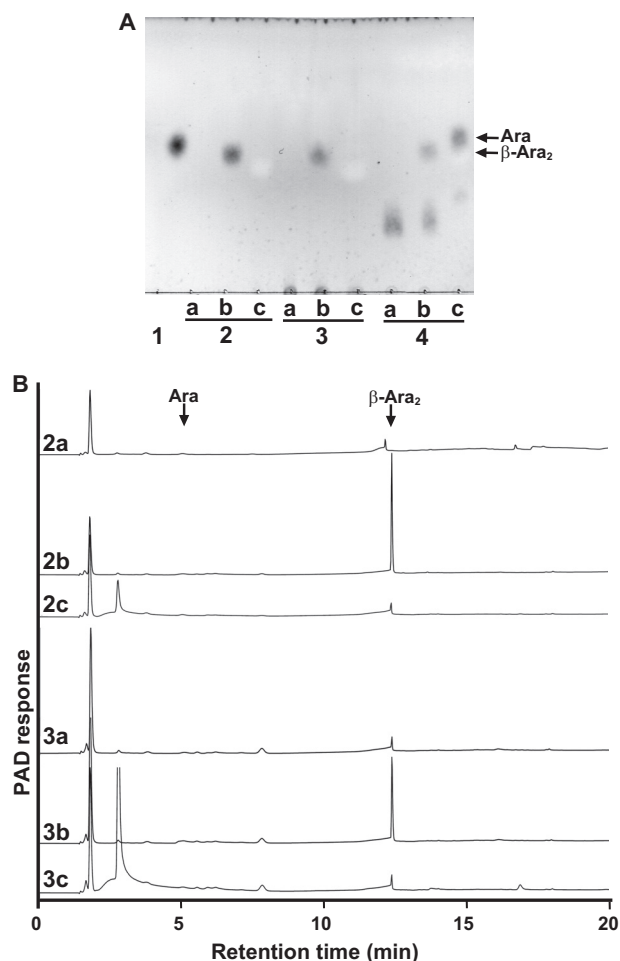 A
Ara
β-Ara₂
a b c a b c a b c
1 2 3 4
B
Ara
β-Ara₂
2a
2b
2c
3a
3b
3c
PAD response
0 5 10 15 20
Retention time (min)